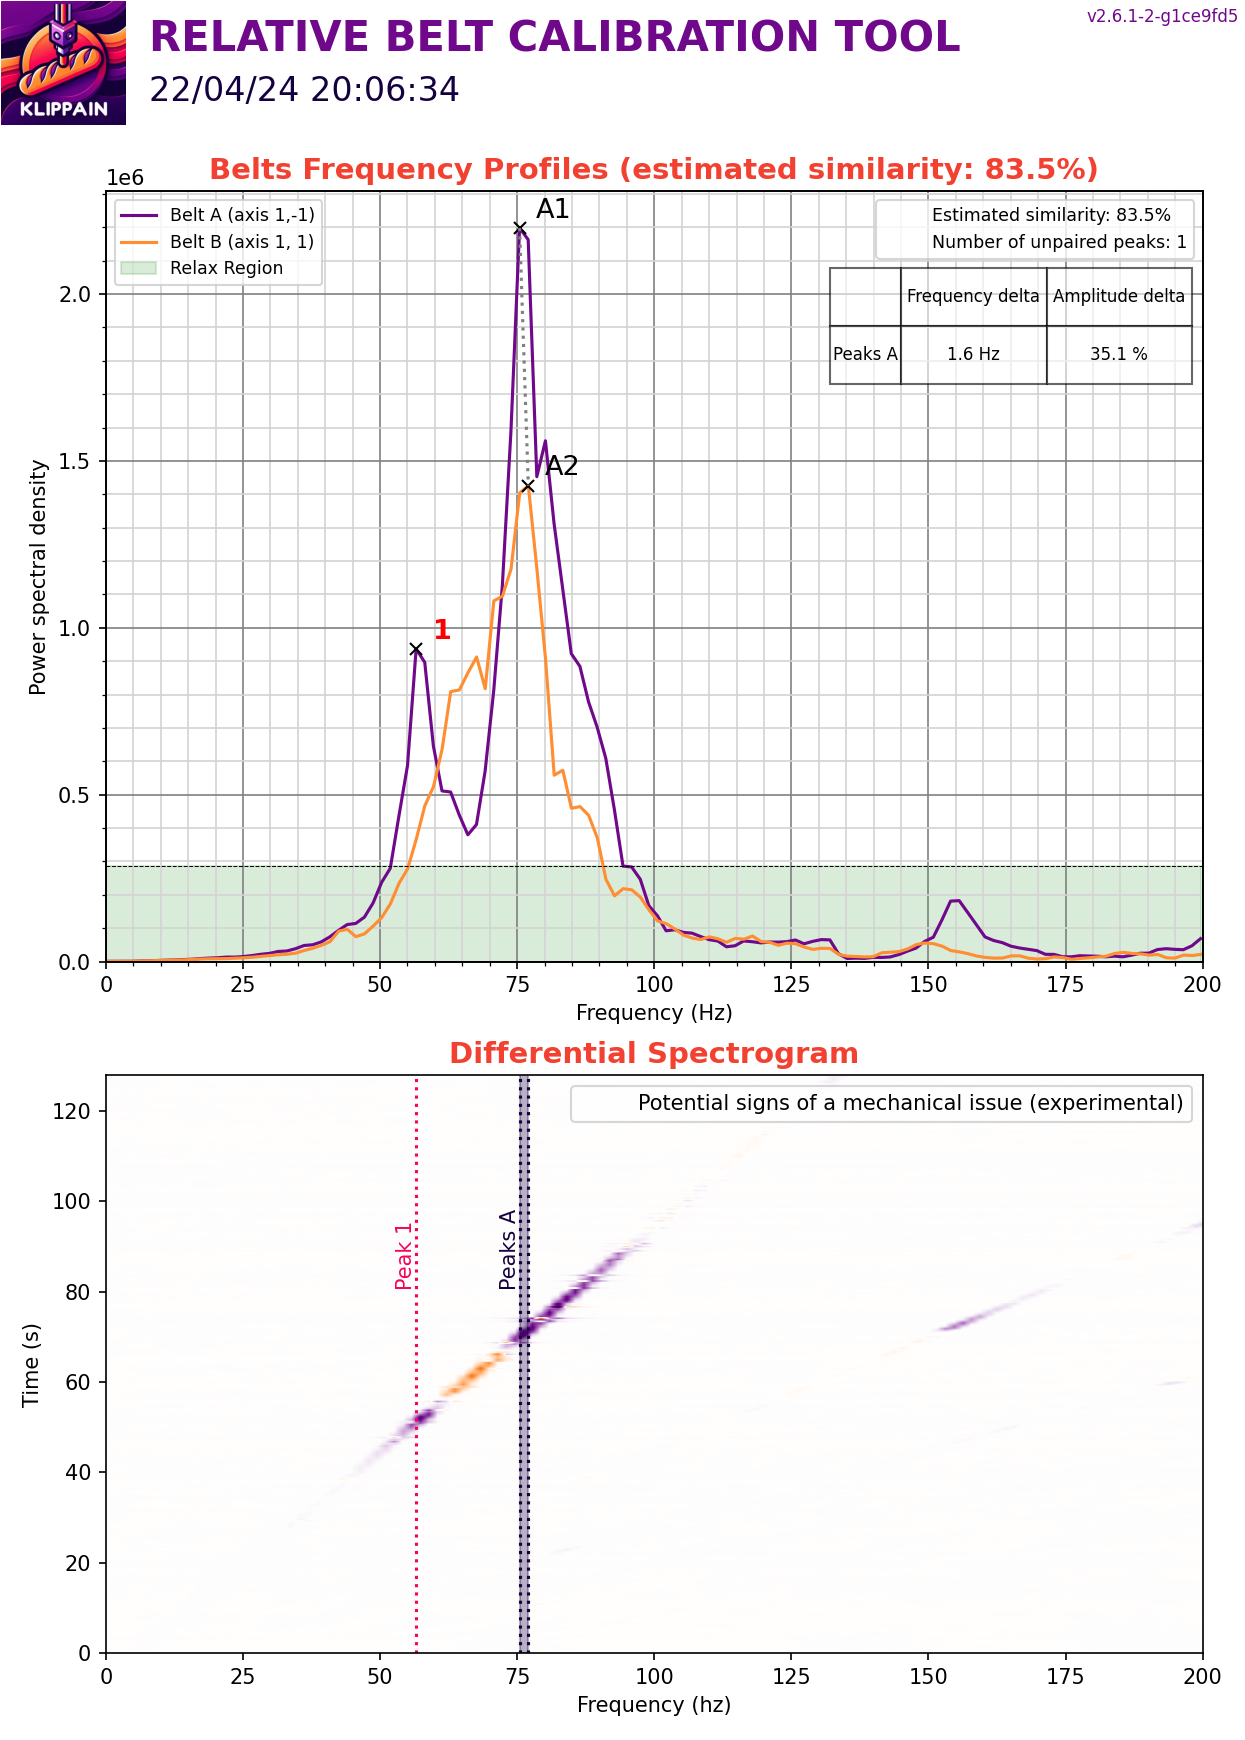 v2.6.1-2-g1ce9fd5
RELATIVE BELT CALIBRATION TOOL
22/04/24 20:06:34
KLIPPAIN
Belts Frequency Profiles (estimated similarity: 83.5%)
1e6
Belt A (axis 1,-1)
Belt B (axis 1, 1)
Relax Region
Estimated similarity: 83.5%
Number of unpaired peaks: 1
Frequency delta Amplitude delta
Peaks A 1.6 Hz 35.1 %
A1
A2
1
2.0
1.5
1.0
0.5
0.0
Power spectral density
0 25 50 75 100 125 150 175 200
Frequency (Hz)
Differential Spectrogram
Potential signs of a mechanical issue (experimental)
Peak 1
Peaks A
120
100
80
60
40
20
0
Time (s)
0 25 50 75 100 125 150 175 200
Frequency (hz)